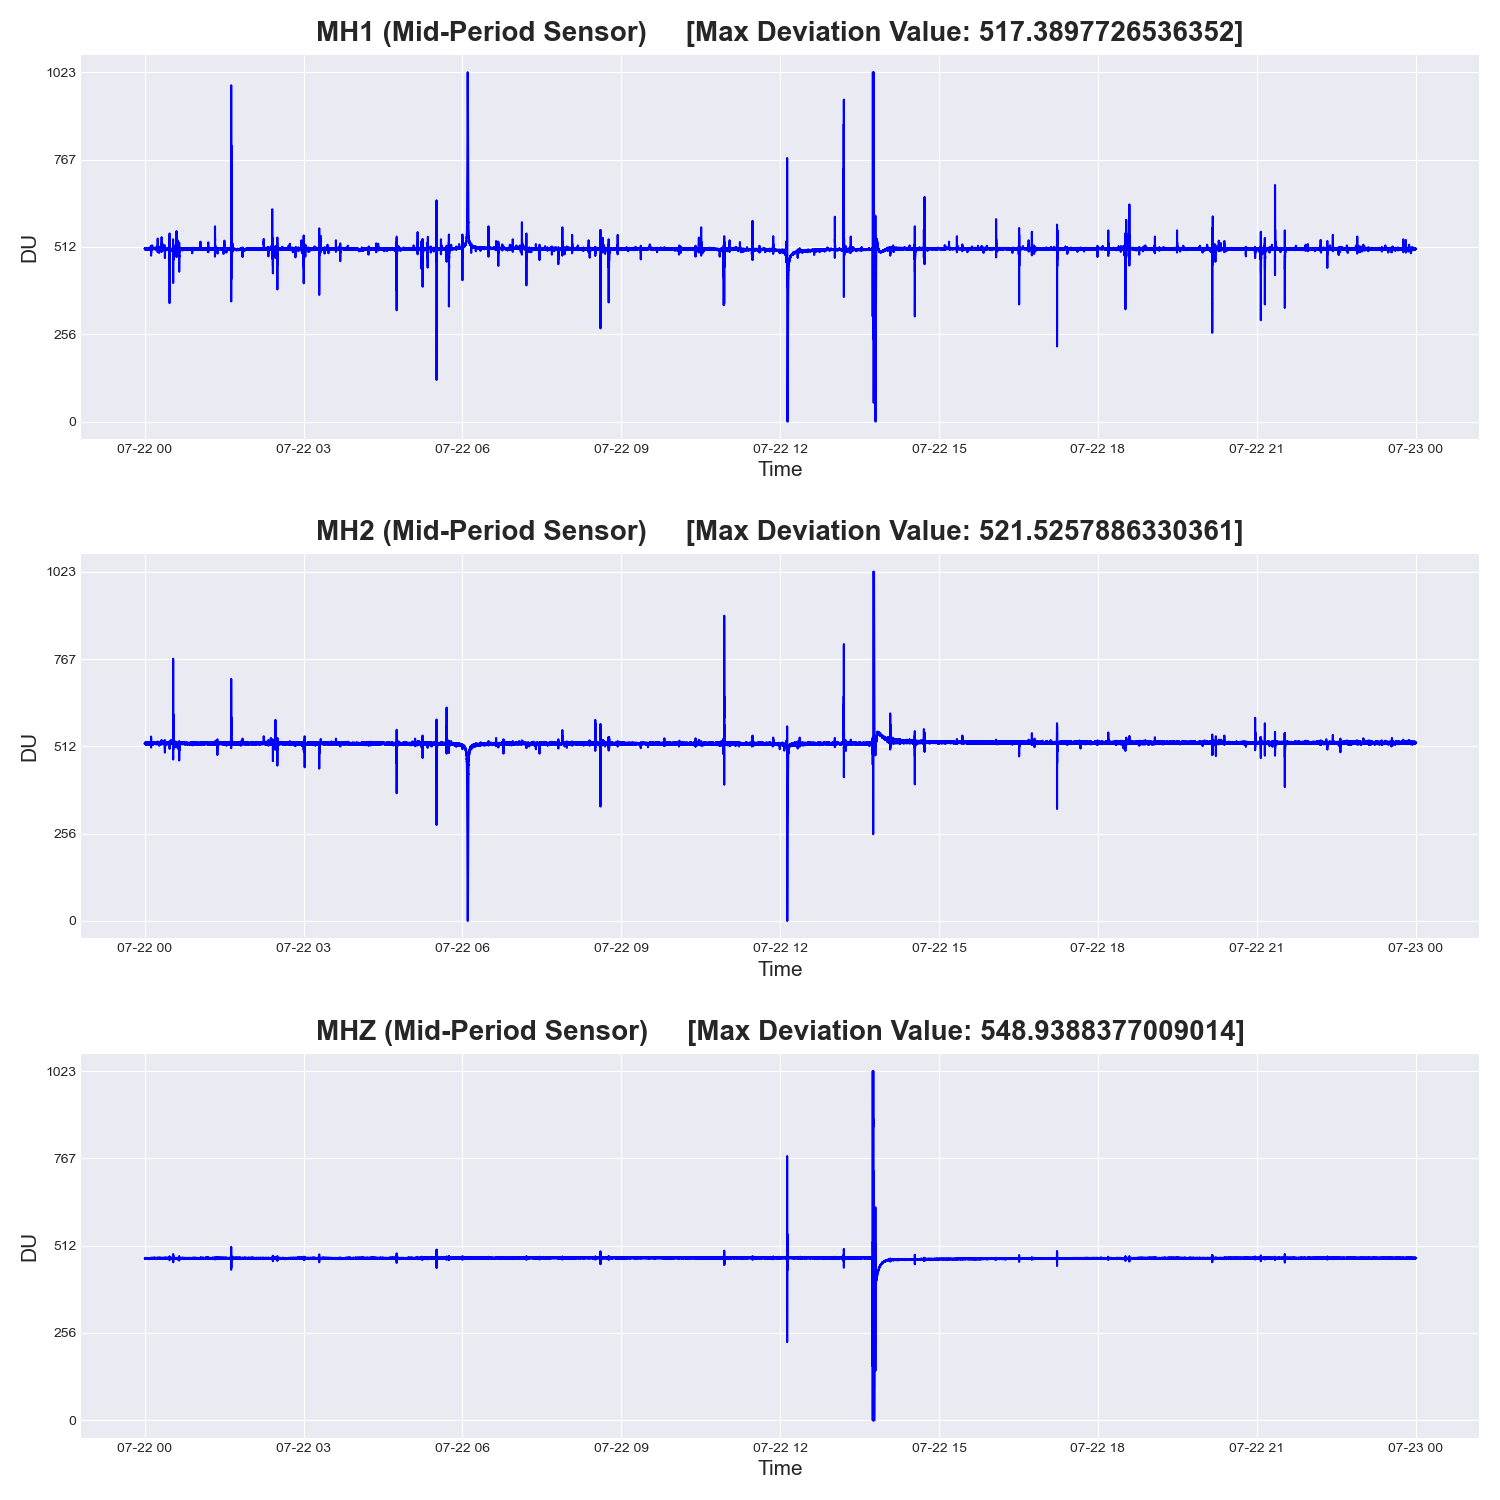 MH1 (Mid-Period Sensor) [Max Deviation Value: 517.3897726536352]
1023
767
512
256
0
DU
07-22 00 07-22 03 07-22 06 07-22 09 07-22 12 07-22 15 07-22 18 07-22 21 07-23 00
Time
MH2 (Mid-Period Sensor) [Max Deviation Value: 521.5257886330361]
1023
767
512
256
0
DU
07-22 00 07-22 03 07-22 06 07-22 09 07-22 12 07-22 15 07-22 18 07-22 21 07-23 00
Time
MHZ (Mid-Period Sensor) [Max Deviation Value: 548.9388377009014]
1023
767
512
256
0
DU
07-22 00 07-22 03 07-22 06 07-22 09 07-22 12 07-22 15 07-22 18 07-22 21 07-23 00
Time